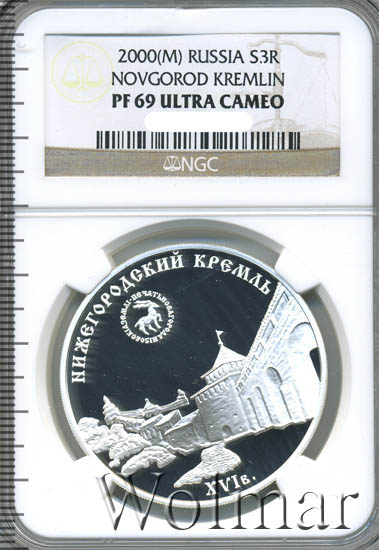 2000(M) RUSSIA S3R
NOVGOROD KREMLIN
PF 69 ULTRA CAMEO
NGC
НИЖЕГОРОДСКИЙ КРЕМЛЬ
XVIв.
Wolmar